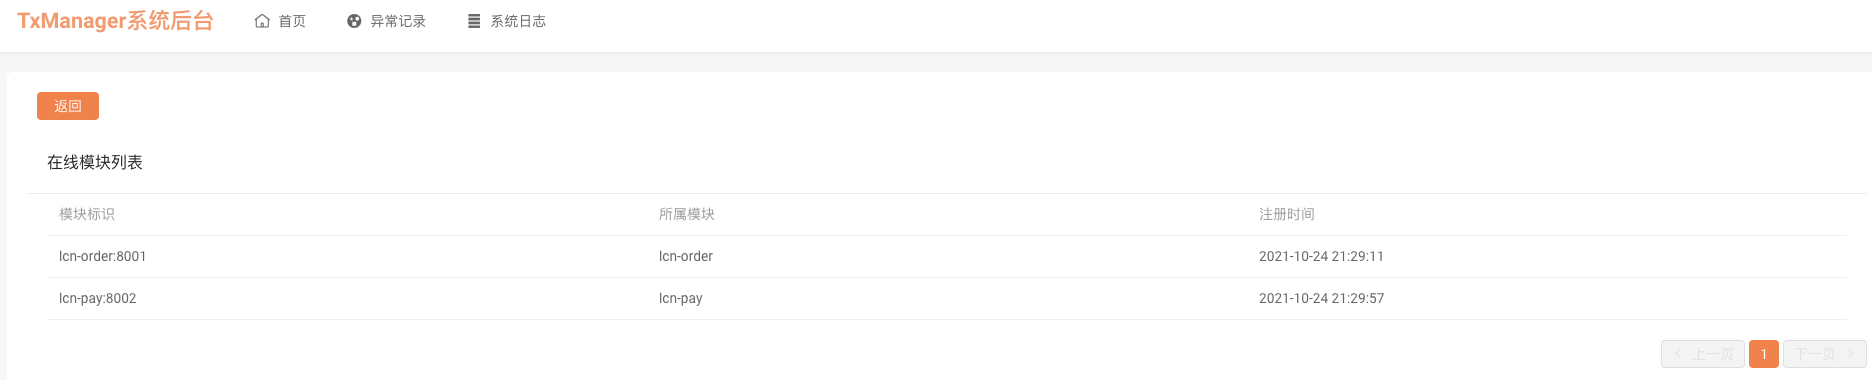 TxManager系统后台 首页 异常记录 系统日志
返回
在线模块列表
模块标识 所属模块 注册时间
lcn-order:8001 lcn-order 2021-10-24 21:29:11
lcn-pay:8002 lcn-pay 2021-10-24 21:29:57
上一页 1 下一页